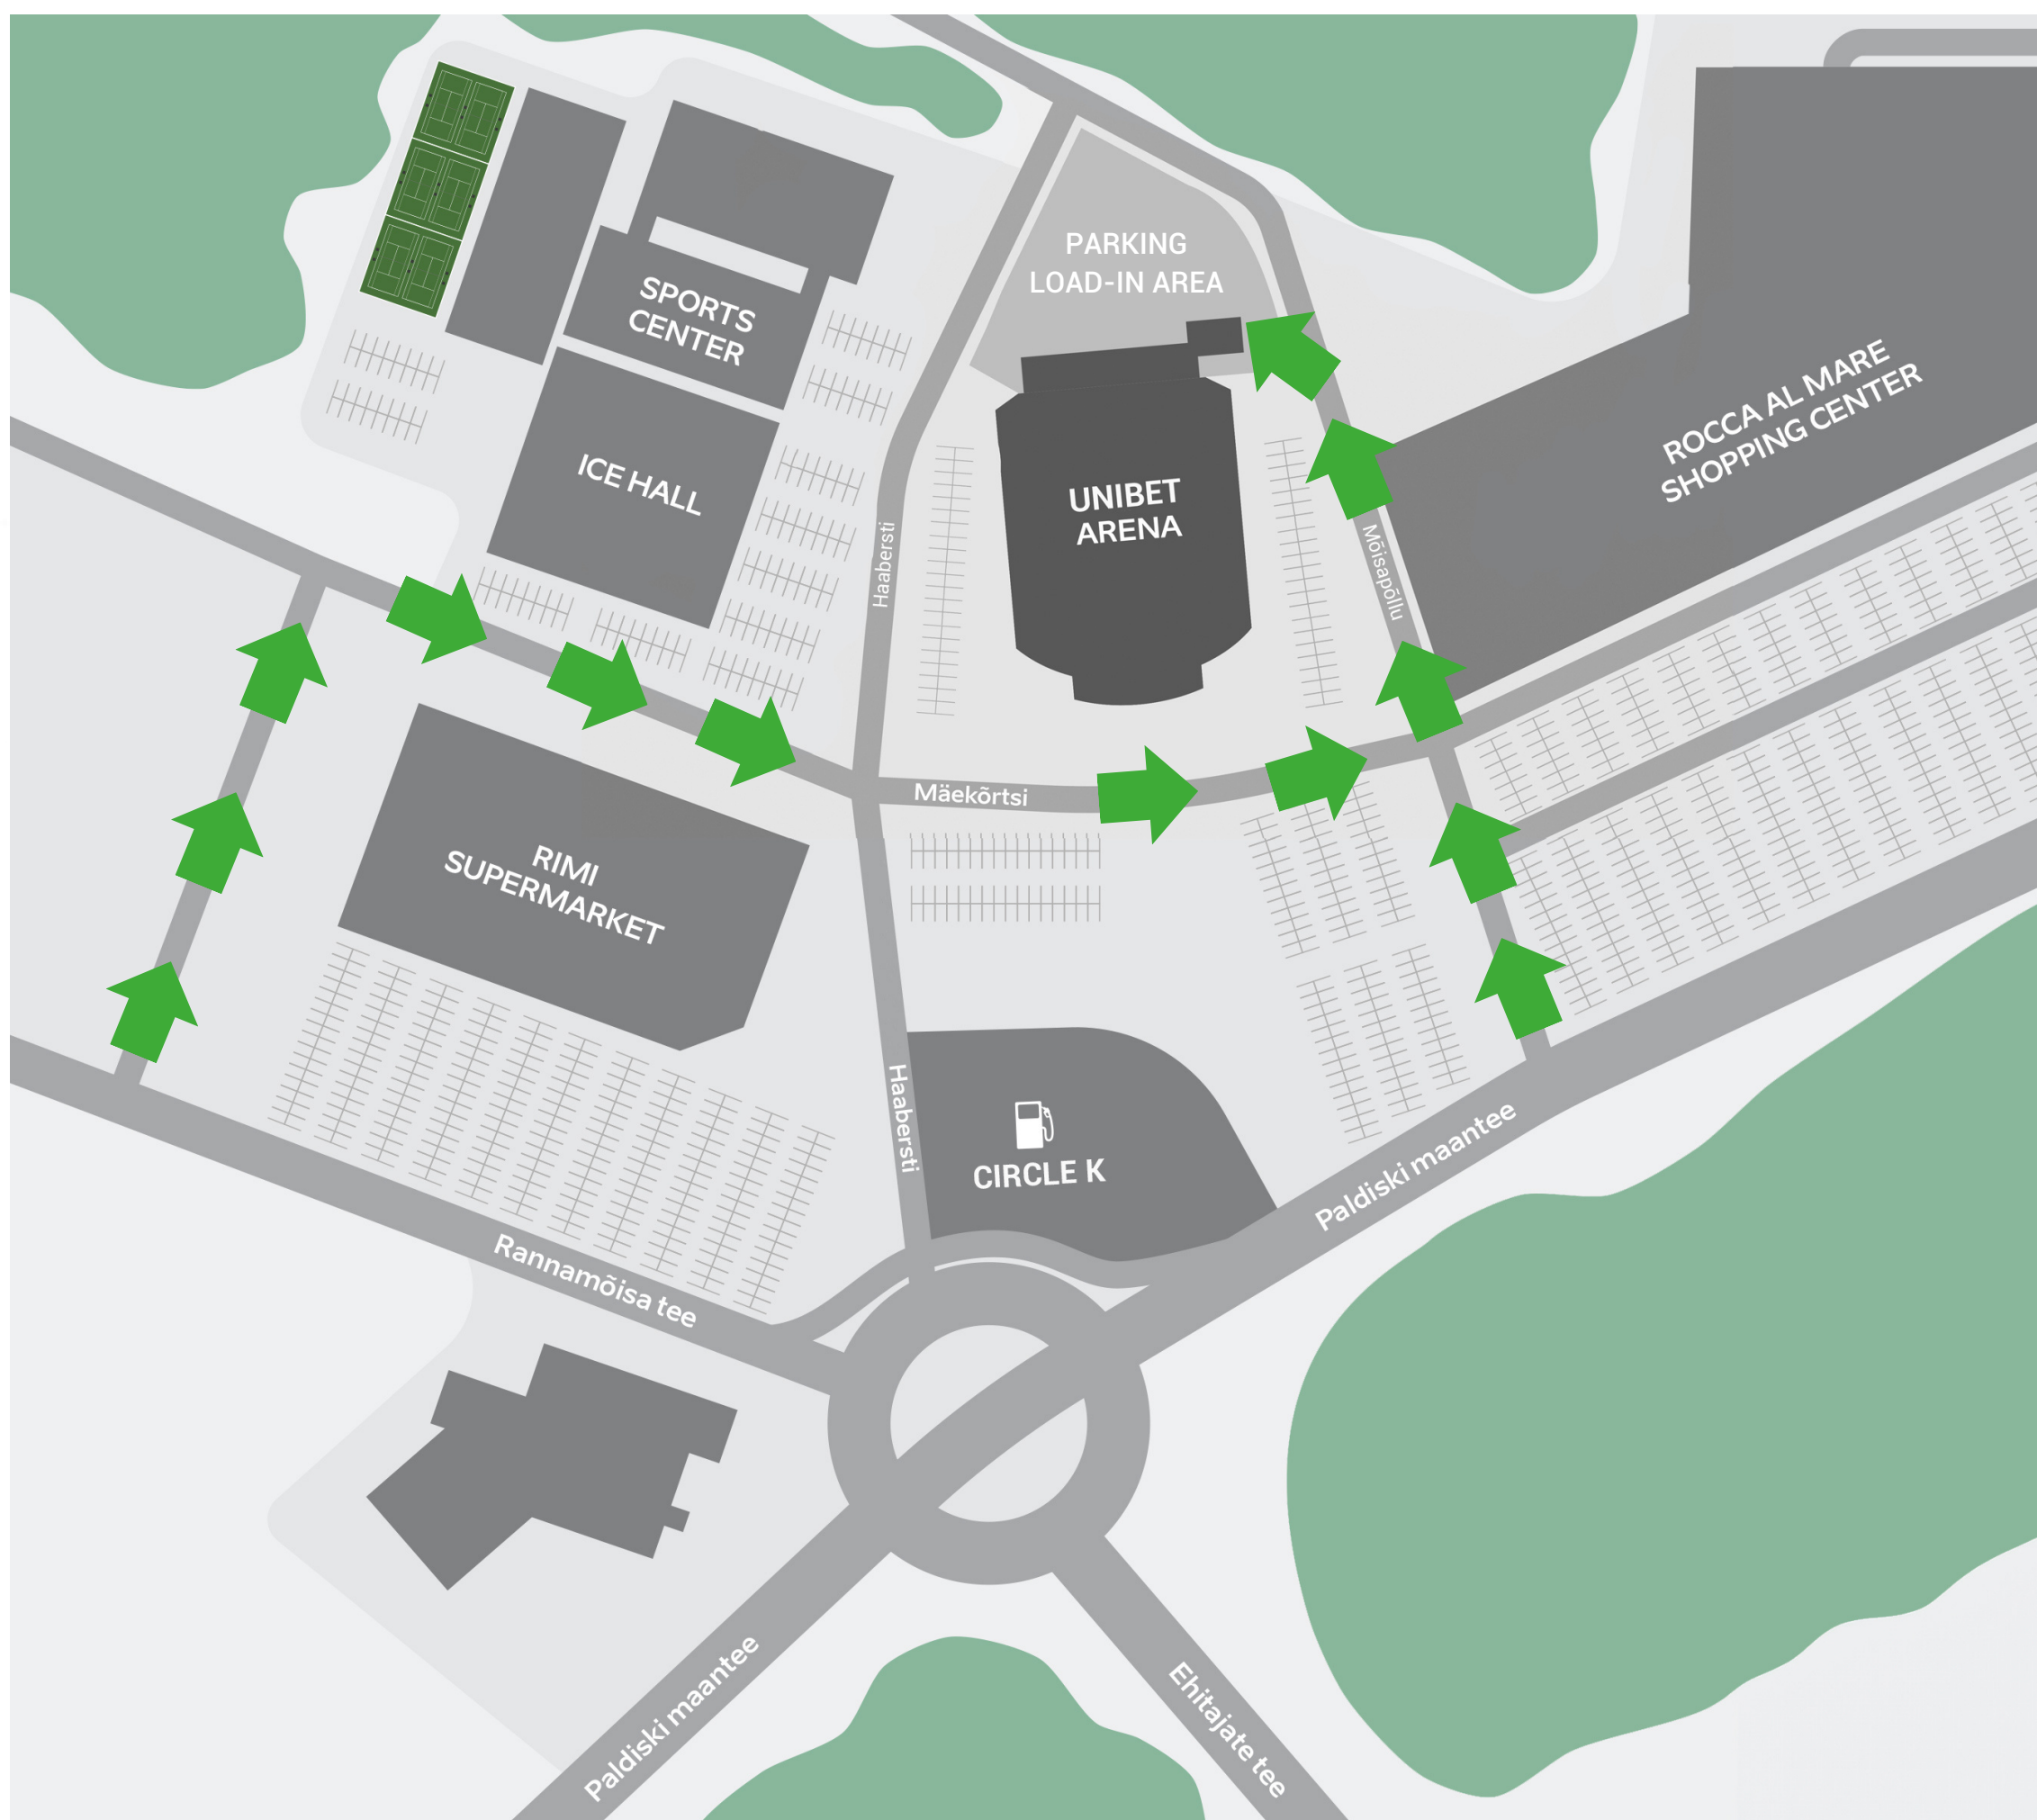 PARKING
LOAD-IN AREA
SPORTS
CENTER
ROCCA AL MARE
SHOPPING CENTER
ICE HALL
UNIBET
ARENA
Haabersti
Mõisapõllu
Mäekõrtsi
RIMI
SUPERMARKET
Haabersti
CIRCLE K
Paldiski maantee
Rannamõisa tee
Paldiski maantee
Ehitajate tee